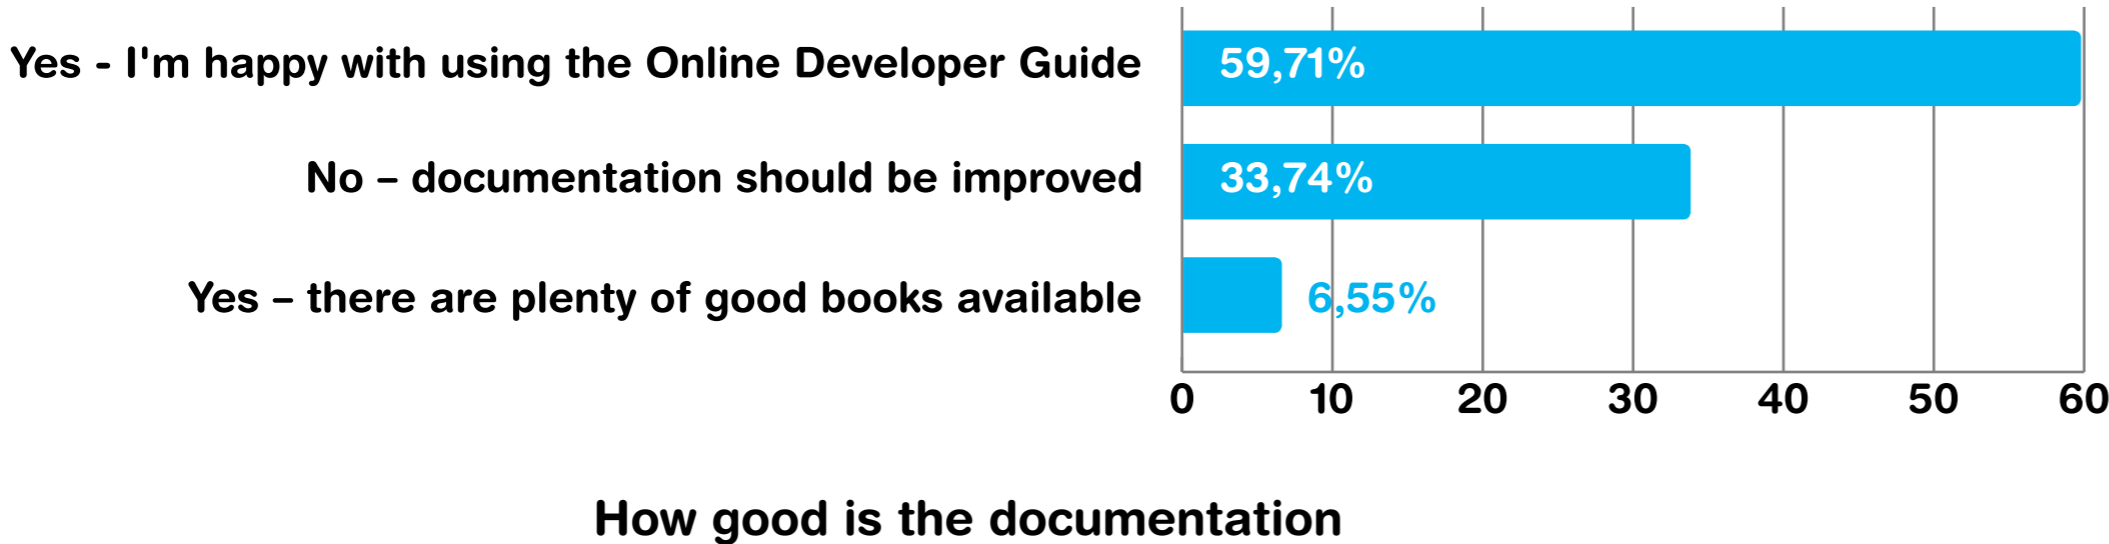 Yes - I'm happy with using the Online Developer Guide 59,71%
No – documentation should be improved 33,74%
Yes – there are plenty of good books available 6,55%
0 10 20 30 40 50 60
How good is the documentation